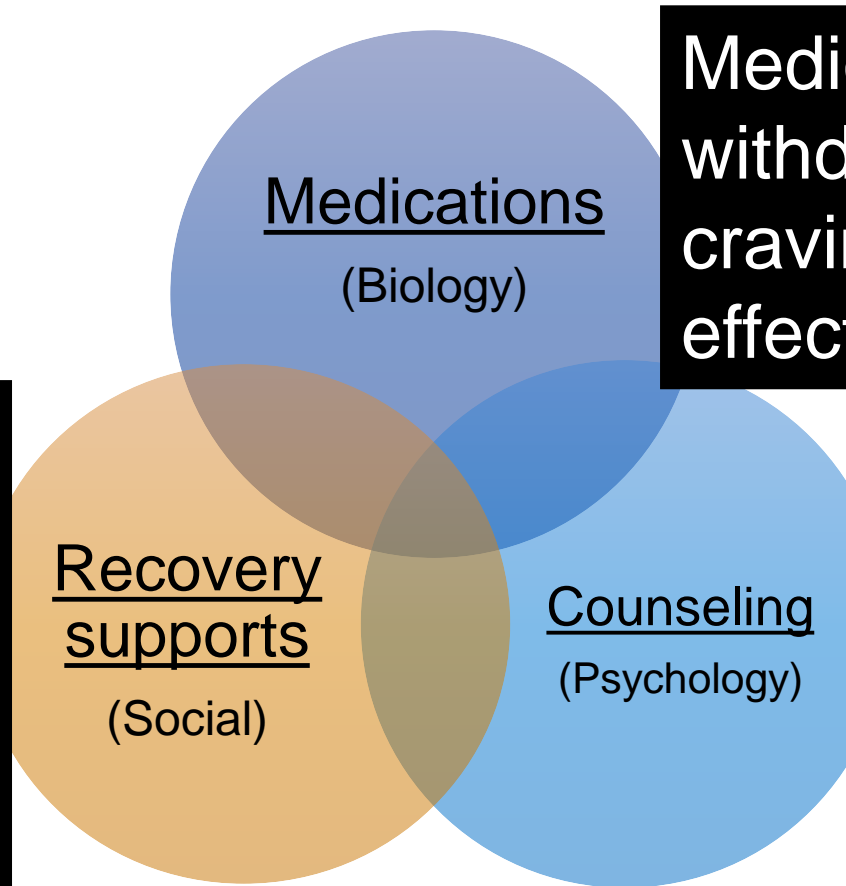 Medications
(Biology)
Recovery
supports
(Social)
Counseling
(Psychology)